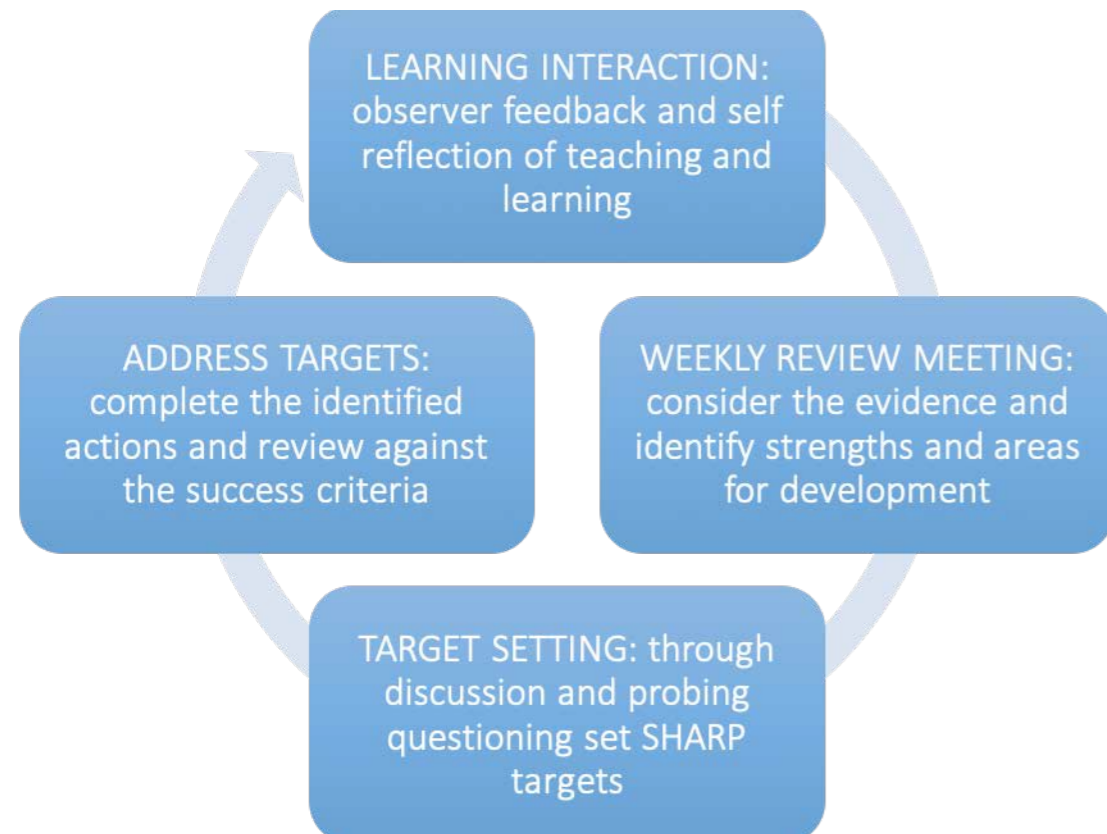 LEARNING INTERACTION:
observer feedback and self
reflection of teaching and
learning
WEEKLY REVIEW MEETING:
consider the evidence and
identify strengths and areas
for development
TARGET SETTING: through
discussion and probing
questioning set SHARP
targets
ADDRESS TARGETS:
complete the identified
actions and review against
the success criteria